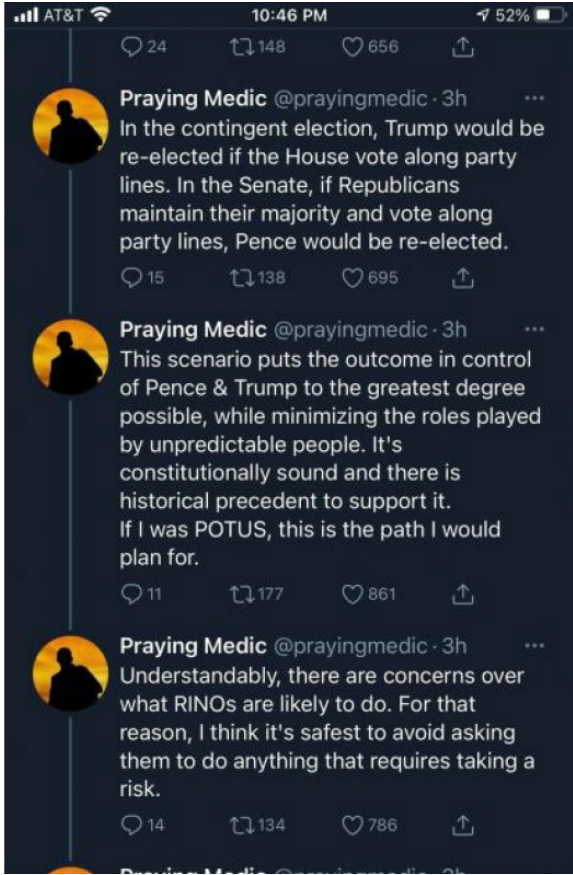 AT&T 10:46 PM 52%
24 148 656
Praying Medic @prayingmedic · 3h ...
In the contingent election, Trump would be
re-elected if the House vote along party
lines. In the Senate, if Republicans
maintain their majority and vote along
party lines, Pence would be re-elected.
15 138 695
Praying Medic @prayingmedic · 3h ...
This scenario puts the outcome in control
of Pence & Trump to the greatest degree
possible, while minimizing the roles played
by unpredictable people. It's
constitutionally sound and there is
historical precedent to support it.
If I was POTUS, this is the path I would
plan for.
11 177 861
Praying Medic @prayingmedic · 3h ...
Understandably, there are concerns over
what RINOs are likely to do. For that
reason, I think it's safest to avoid asking
them to do anything that requires taking a
risk.
14 134 786